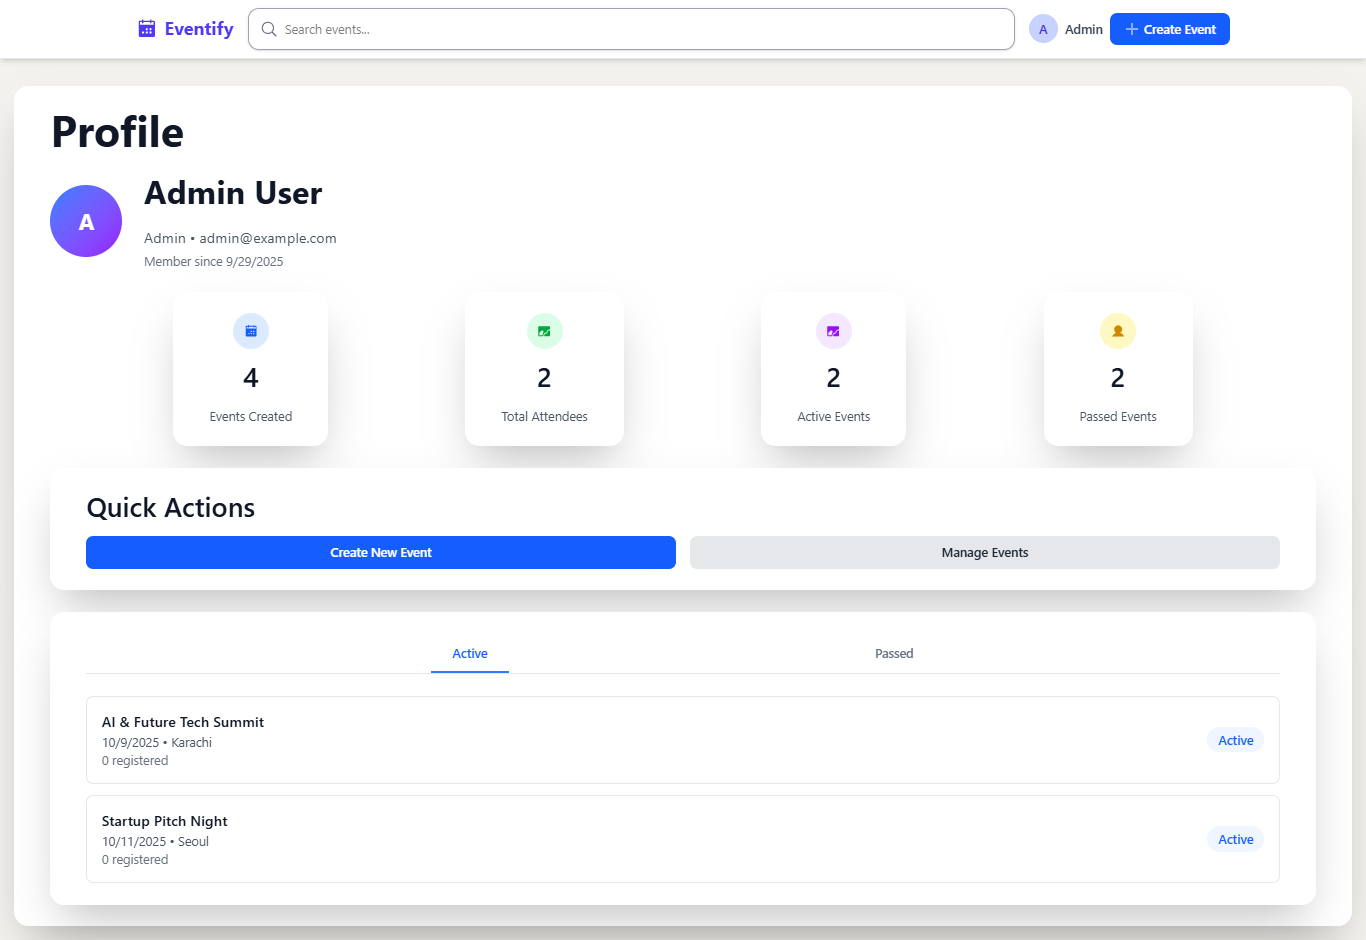 Eventify
Search events...
A
Admin
Create Event
Profile
A
Admin User
Admin • admin@example.com
Member since 9/29/2025
4
Events Created
2
Total Attendees
2
Active Events
2
Passed Events
Quick Actions
Create New Event
Manage Events
Active
Passed
AI & Future Tech Summit
10/9/2025 • Karachi
0 registered
Active
Startup Pitch Night
10/11/2025 • Seoul
0 registered
Active